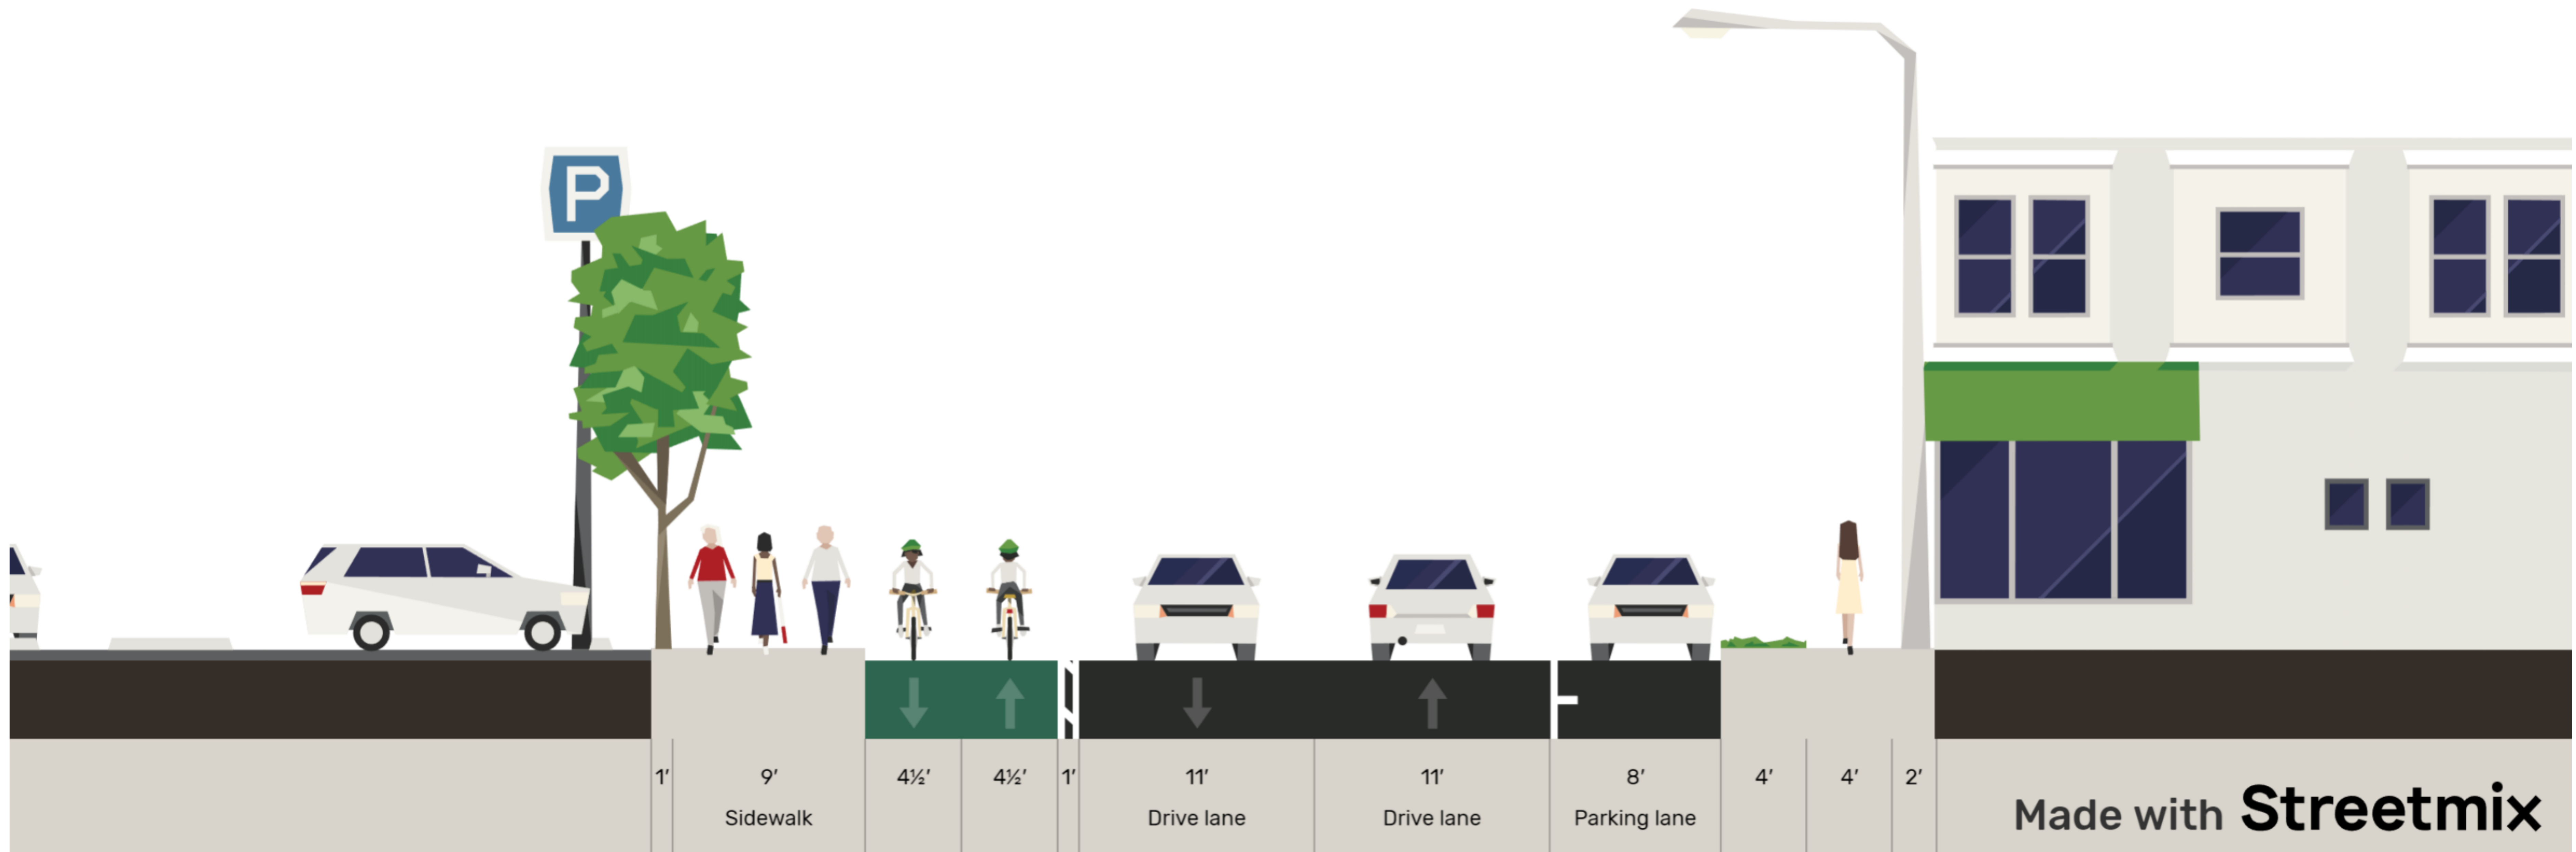 P
1' 9' 4½' 4½' 1' 11' 11' 8' 4' 4' 2'
Sidewalk Drive lane Drive lane Parking lane
Made with Streetmix